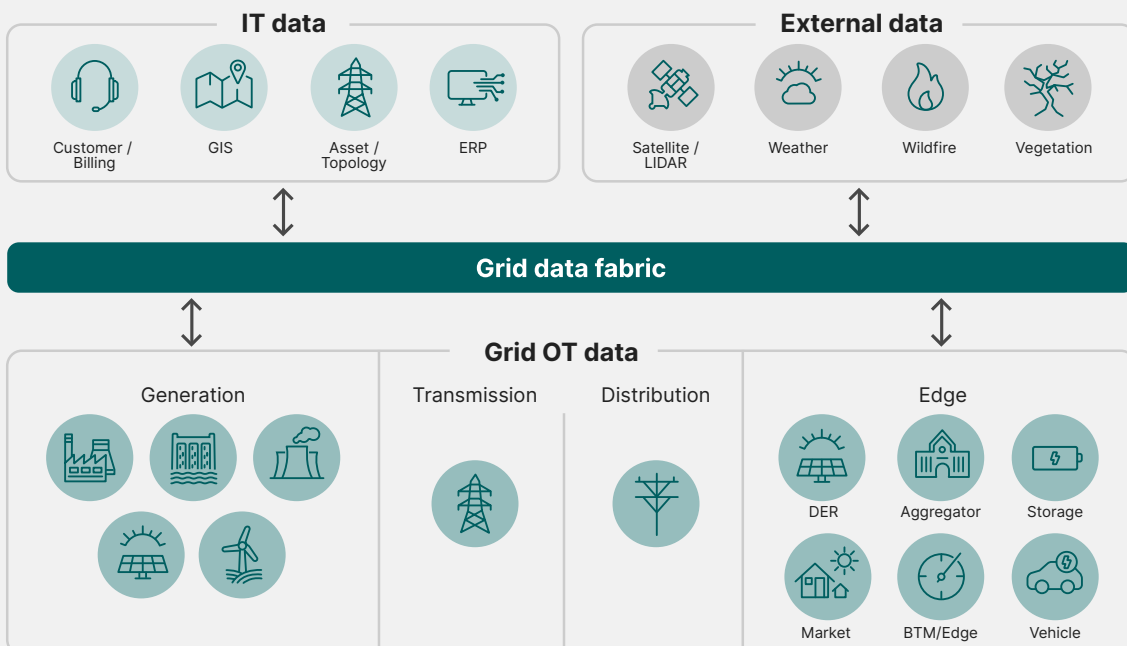 IT data
External data
Customer /
Billing
GIS
Asset /
Topology
ERP
Satellite /
LIDAR
Weather
Wildfire
Vegetation
Grid data fabric
Grid OT data
Generation
Transmission
Distribution
Edge
DER
Aggregator
Storage
Market
BTM/Edge
Vehicle